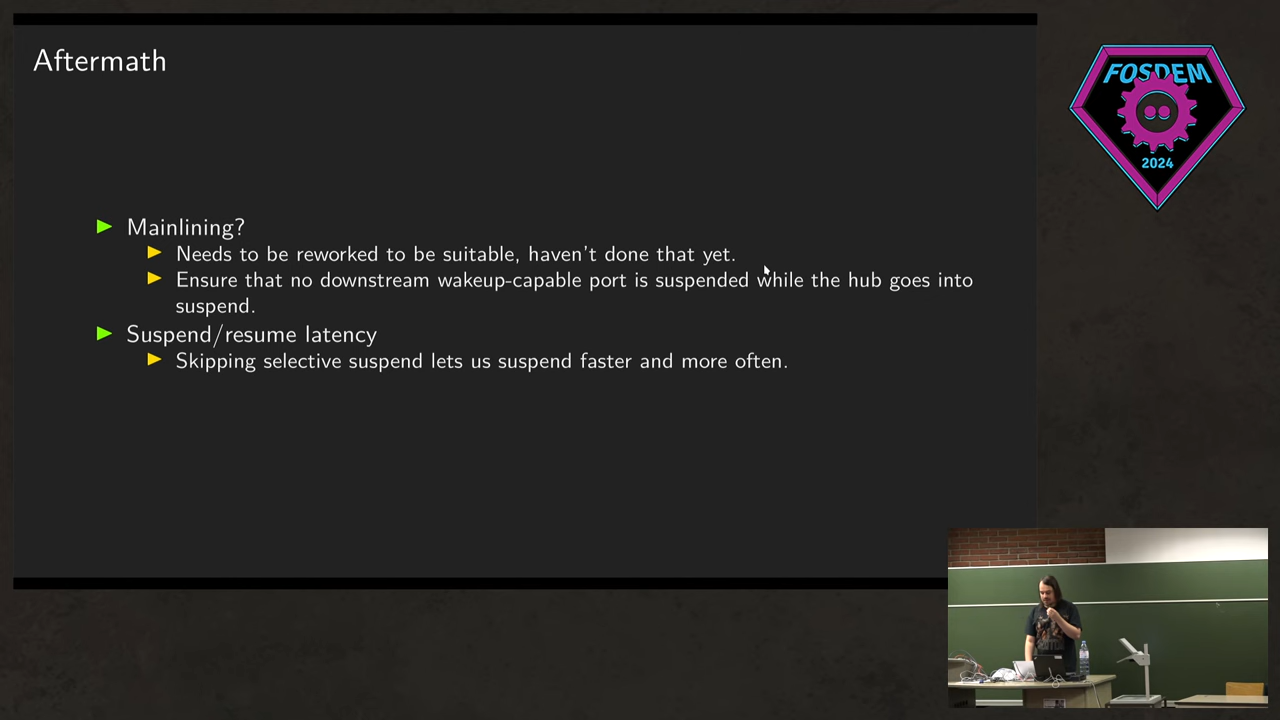 Aftermath
FOSDEM
2024
Mainlining?
Needs to be reworked to be suitable, haven't done that yet.
Ensure that no downstream wakeup-capable port is suspended while the hub goes into
suspend.
Suspend/resume latency
Skipping selective suspend lets us suspend faster and more often.